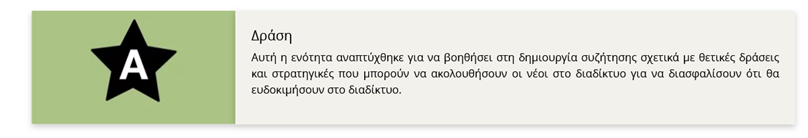 A
Δράση
Αυτή η ενότητα αναπτύχθηκε για να βοηθήσει στη δημιουργία συζήτησης σχετικά με θετικές δράσεις
και στρατηγικές που μπορούν να ακολουθήσουν οι νέοι στο διαδίκτυο για να διασφαλίσουν ότι θα
ευδοκιμήσουν στο διαδίκτυο.